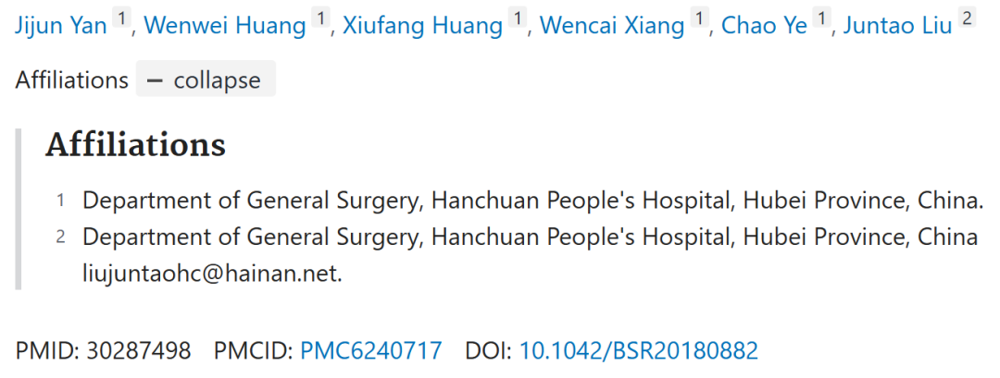 Jijun Yan 1, Wenwei Huang 1, Xiufang Huang 1, Wencai Xiang 1, Chao Ye 1, Juntao Liu 2
Affiliations − collapse
Affiliations
1 Department of General Surgery, Hanchuan People's Hospital, Hubei Province, China.
2 Department of General Surgery, Hanchuan People's Hospital, Hubei Province, China
liujuntaohc@hainan.net.
PMID: 30287498 PMCID: PMC6240717 DOI: 10.1042/BSR20180882